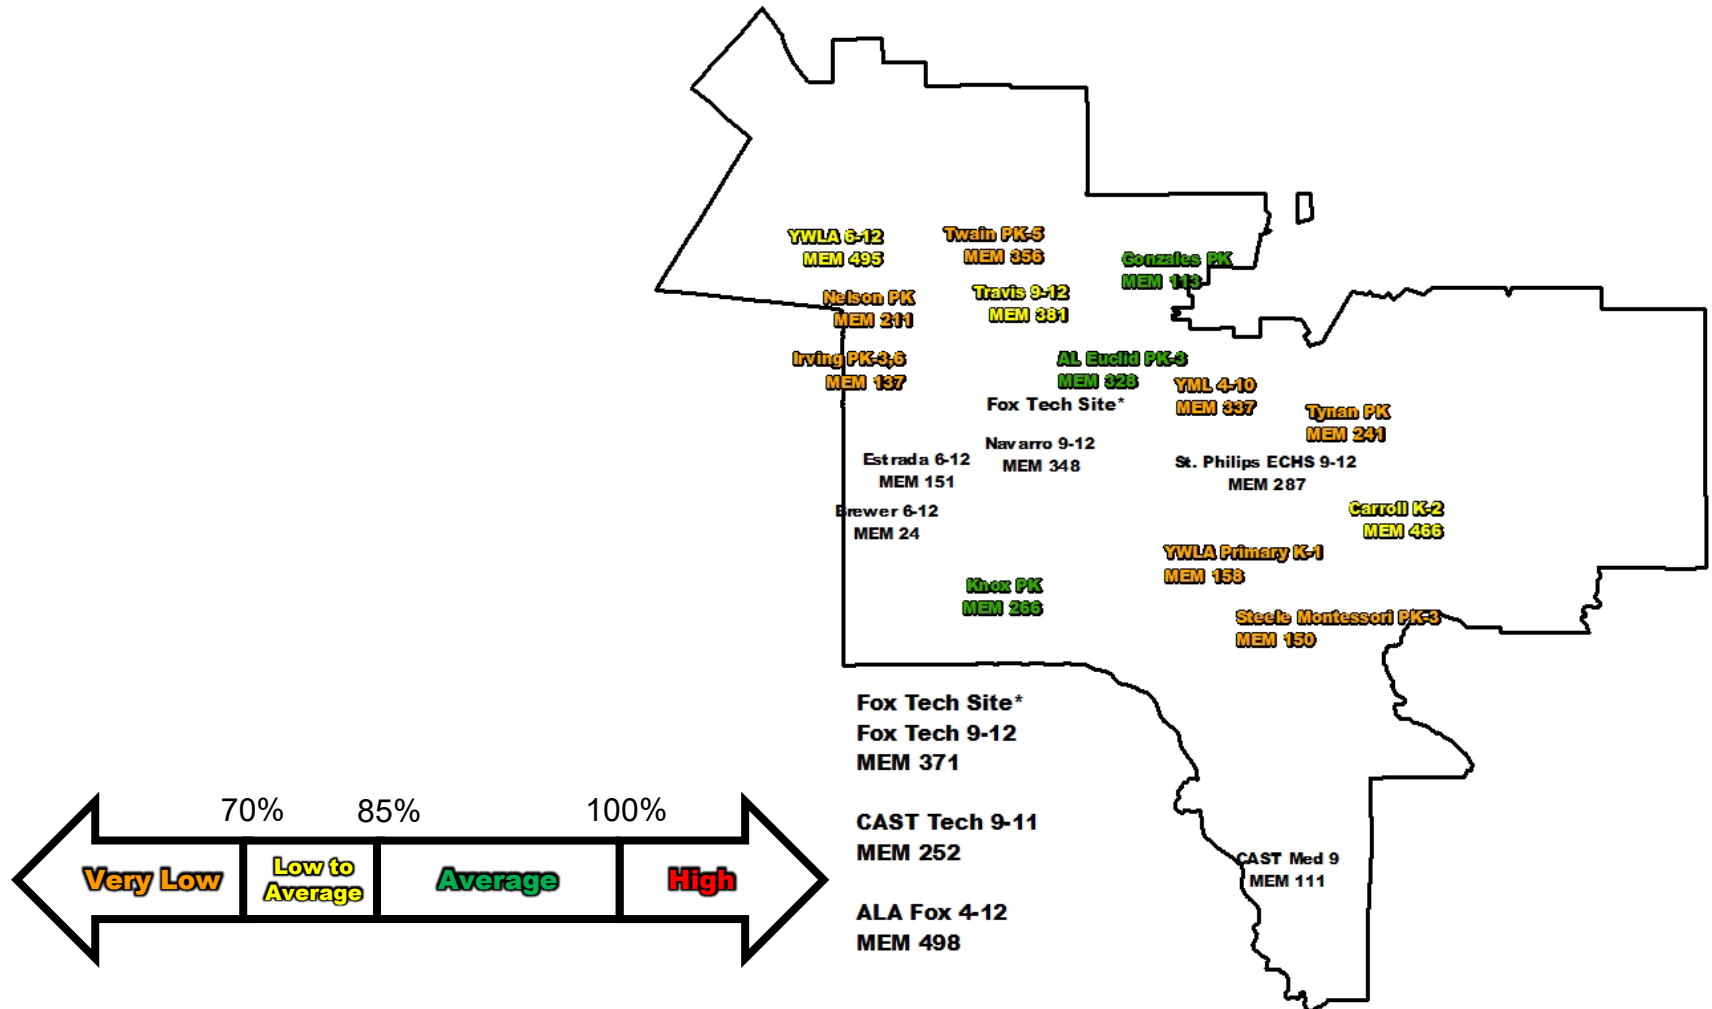 YWLA 6-12
MEM 495
Twain PK-5
MEM 356
Gonzales PK
MEM 113
Nelson PK
MEM 211
Travis 9-12
MEM 381
Irving PK-3,6
MEM 137
AL Euclid PK-3
MEM 328
YML 4-10
MEM 337
Fox Tech Site*
Tynan PK
MEM 241
Navarro 9-12
MEM 348
Estrada 6-12
MEM 151
St. Philips ECHS 9-12
MEM 287
Brewer 6-12
MEM 24
Carroll K-2
MEM 466
YWLA Primary K-1
MEM 158
Knox PK
MEM 266
Steele Montessori PK-3
MEM 150
Fox Tech Site*
Fox Tech 9-12
MEM 371
CAST Tech 9-11
MEM 252
ALA Fox 4-12
MEM 498
CAST Med 9
MEM 111
70%
85%
100%
Very Low
Low to
Average
Average
High